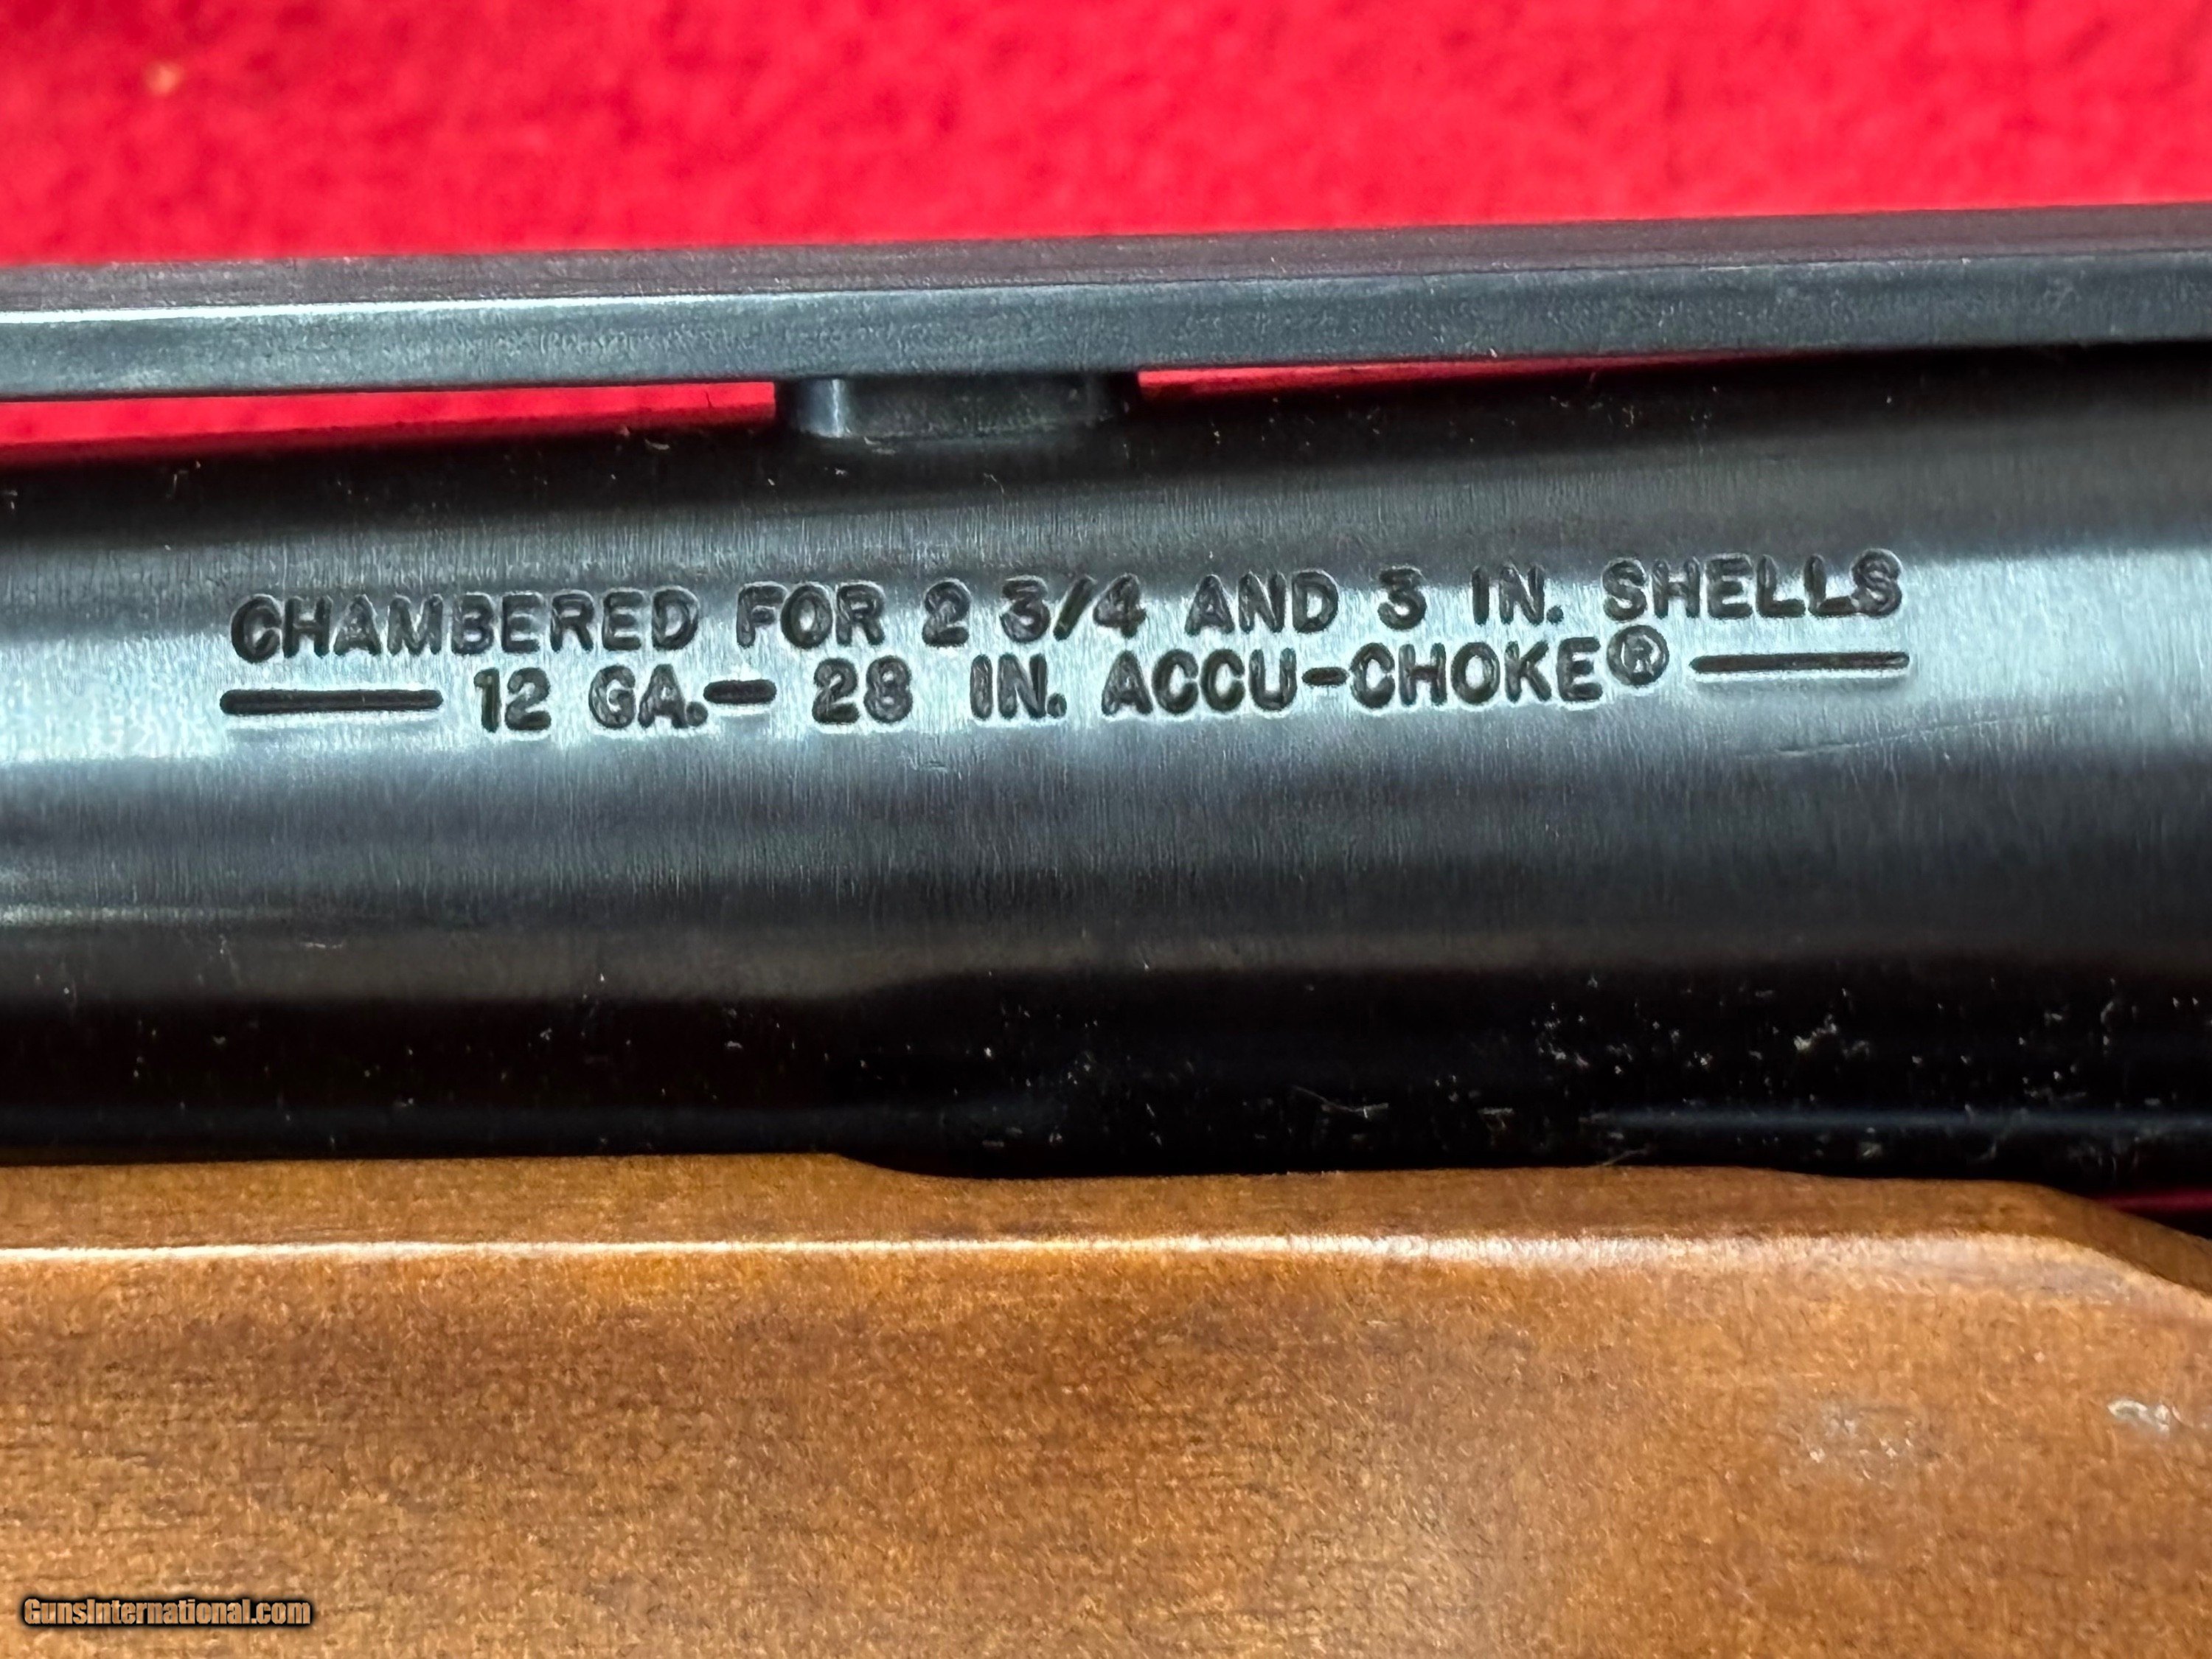 CHAMBERED FOR 2 3/4 AND 3 IN. SHELLS
— 12 GA.- 28 IN. ACCU-CHOKE® —
GunsInternational.com